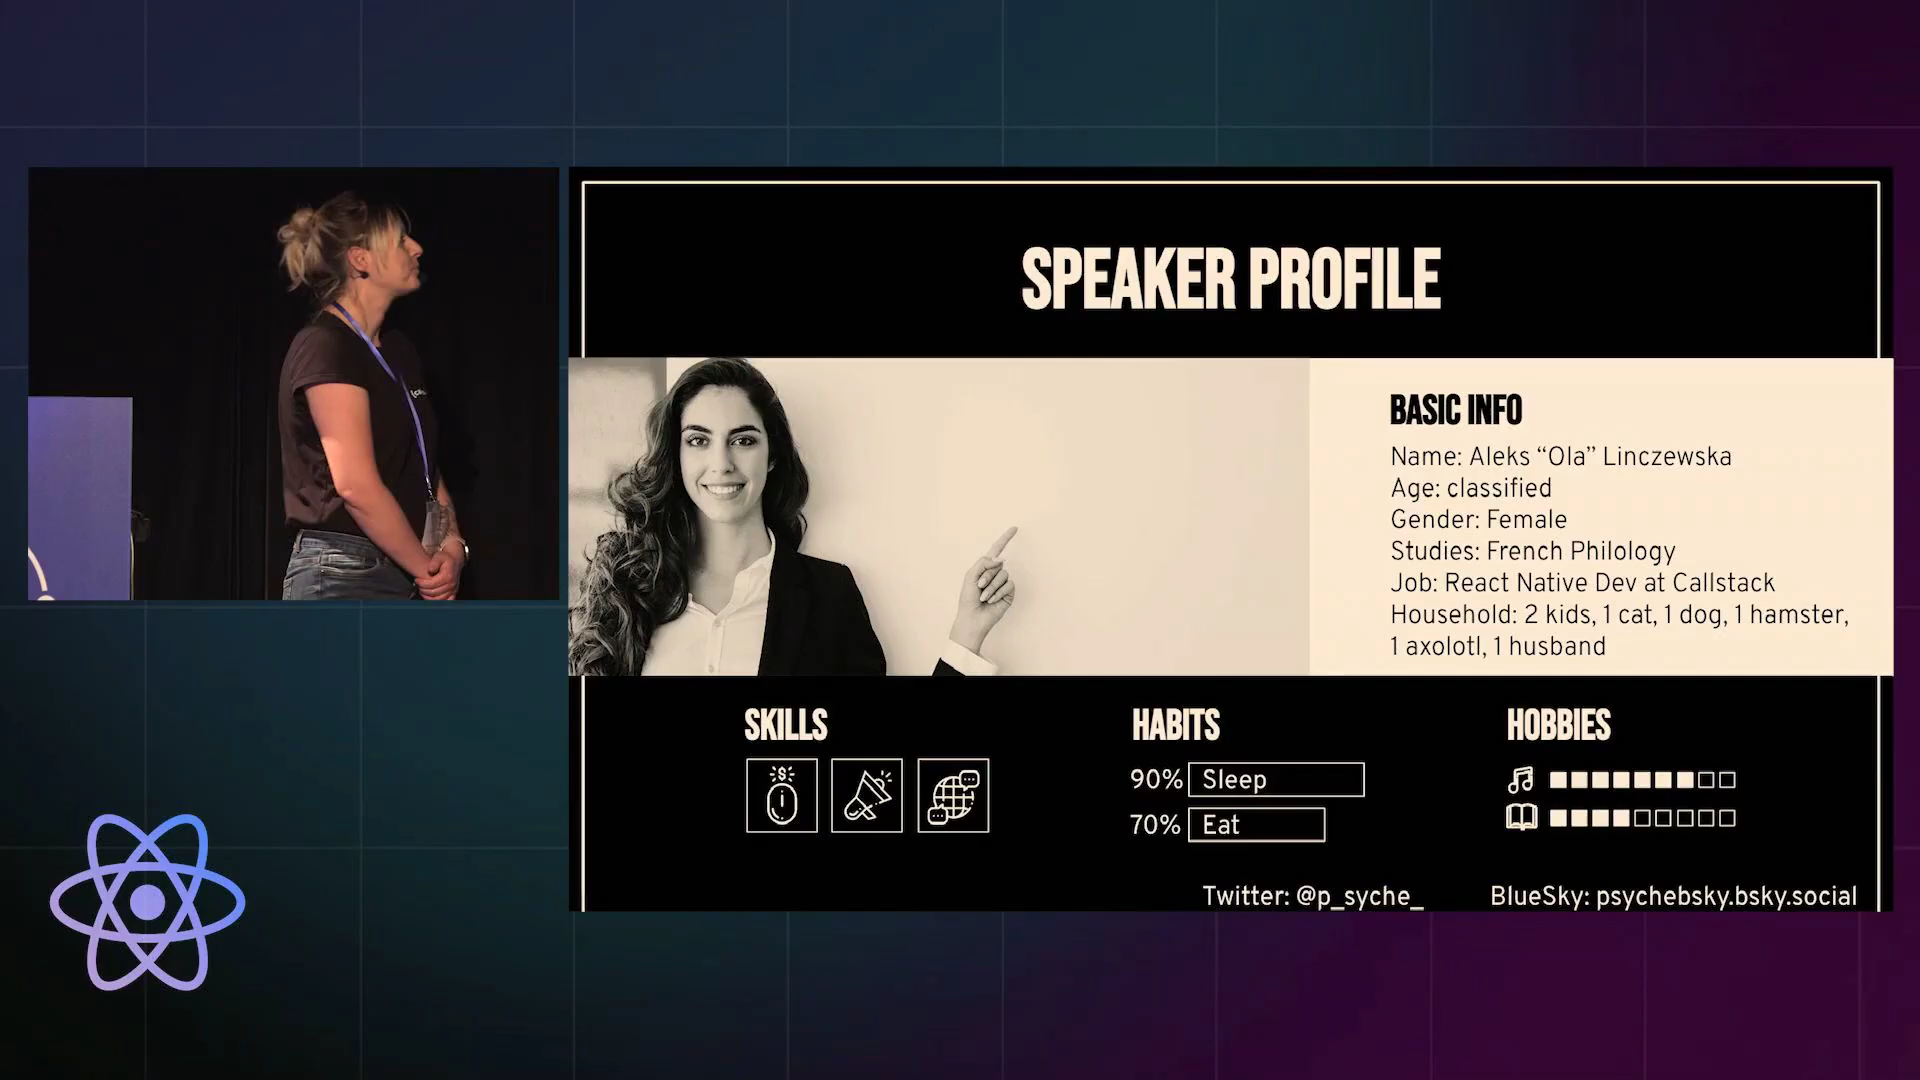 SPEAKER PROFILE
BASIC INFO
Name: Aleks “Ola” Linczewska
Age: classified
Gender: Female
Studies: French Philology
Job: React Native Dev at Callstack
Household: 2 kids, 1 cat, 1 dog, 1 hamster,
1 axolotl, 1 husband
SKILLS
$
HABITS
90% Sleep
70% Eat
HOBBIES
Twitter: @p_syche_
BlueSky: psychebsky.bsky.social